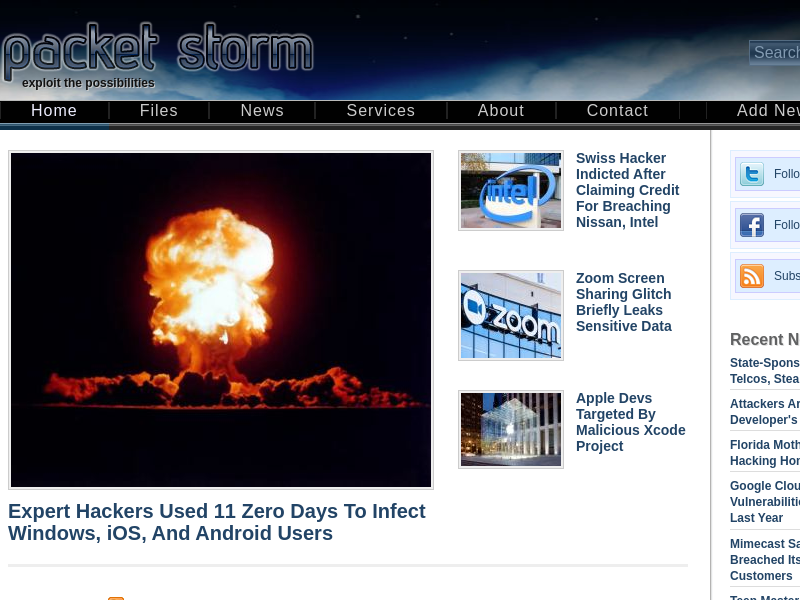 packet storm
exploit the possibilities
Search
Home Files News Services About Contact Add New
Expert Hackers Used 11 Zero Days To Infect
Windows, iOS, And Android Users
intel
Swiss Hacker
Indicted After
Claiming Credit
For Breaching
Nissan, Intel
zoom
Zoom Screen
Sharing Glitch
Briefly Leaks
Sensitive Data
Apple Devs
Targeted By
Malicious Xcode
Project
Follo
Follo
Subs
Recent N
State-Spons
Telcos, Stea
Attackers Ar
Developer's
Florida Moth
Hacking Hom
Google Clou
Vulnerabilitie
Last Year
Mimecast Sa
Breached Its
Customers